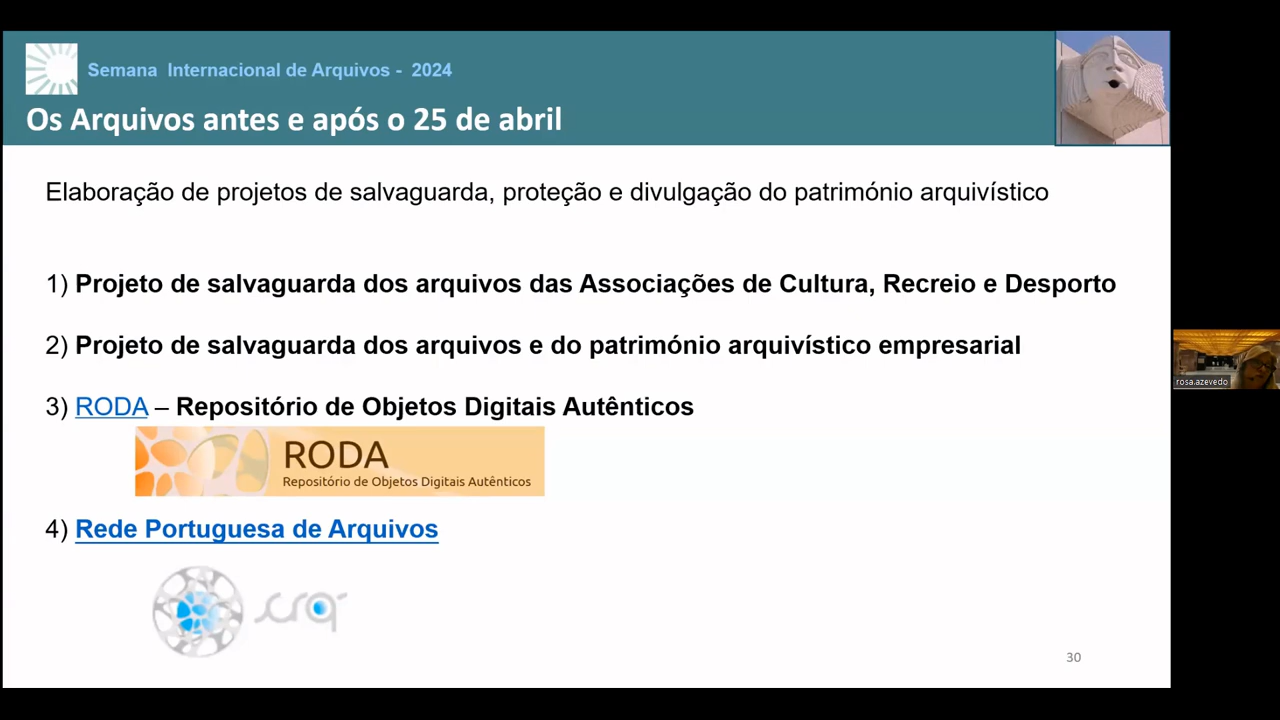 Semana Internacional de Arquivos - 2024
Os Arquivos antes e após o 25 de abril
Elaboração de projetos de salvaguarda, proteção e divulgação do património arquivístico
1) Projeto de salvaguarda dos arquivos das Associações de Cultura, Recreio e Desporto
2) Projeto de salvaguarda dos arquivos e do património arquivístico empresarial
rosa.azevedo
3) RODA – Repositório de Objetos Digitais Autênticos
RODA
Repositório de Objetos Digitais Autênticos
4) Rede Portuguesa de Arquivos
30